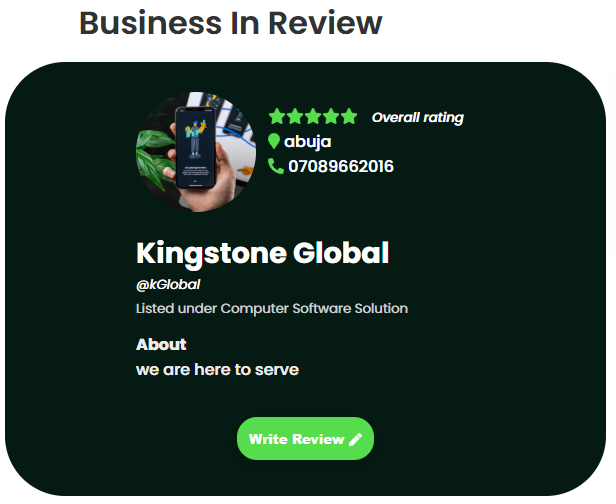 Business In Review
Overall rating
abuja
07089662016
Kingstone Global
@kGlobal
Listed under Computer Software Solution
About
we are here to serve
Write Review